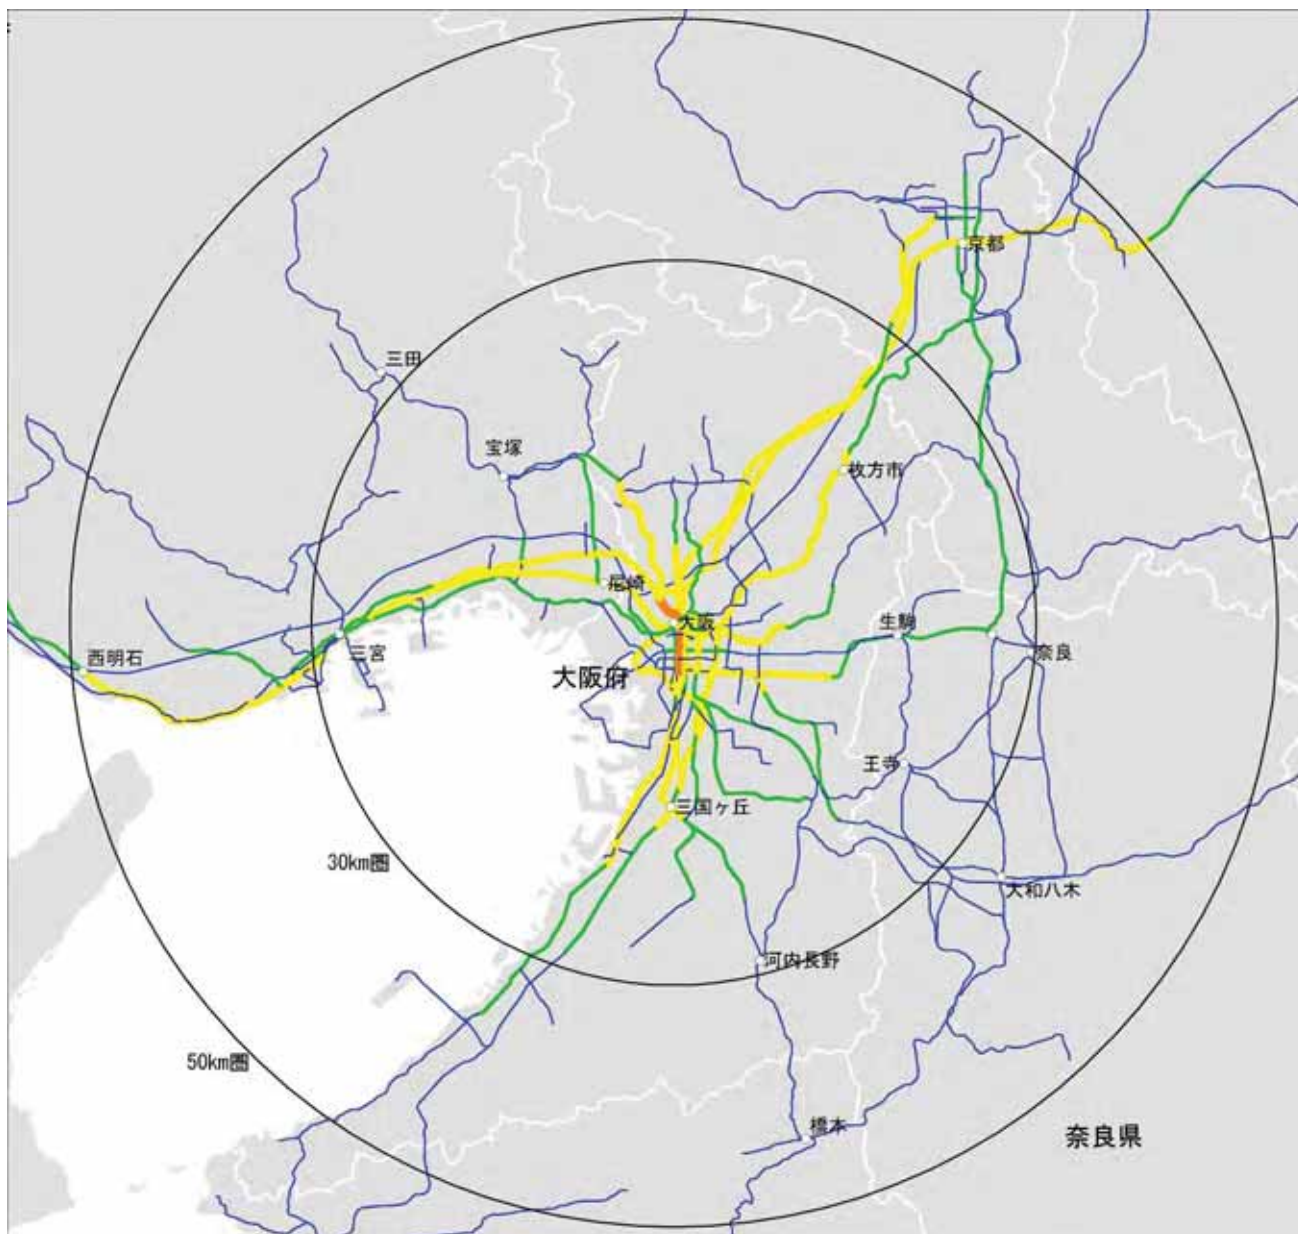 京都
三田
宝塚
枚方市
尼崎
大阪
生駒
西明石
三宮
奈良
大阪府
王寺
三国ヶ丘
30km圏
大和八木
河内長野
50km圏
橋本
奈良県